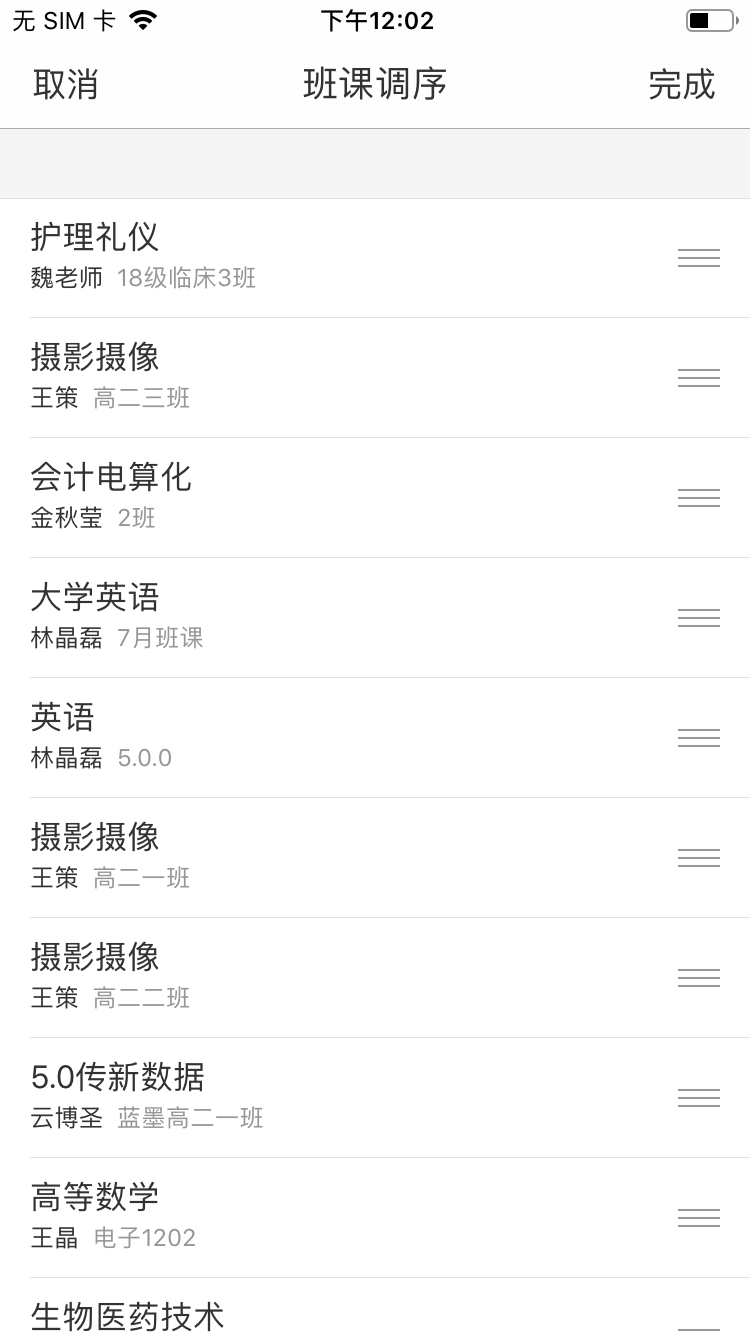 无 SIM 卡 下午12:02
取消 班课调序 完成
护理礼仪
魏老师 18级临床3班
摄影摄像
王策 高二三班
会计电算化
金秋莹 2班
大学英语
林晶磊 7月班课
英语
林晶磊 5.0.0
摄影摄像
王策 高二一班
摄影摄像
王策 高二二班
5.0传新数据
云博圣 蓝墨高二一班
高等数学
王晶 电子1202
生物医药技术